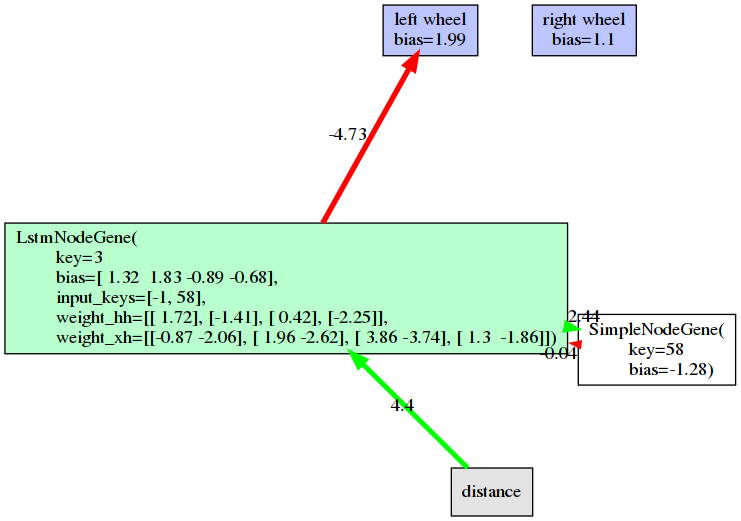 left wheel
bias=1.99
right wheel
bias=1.1
-4.73
LstmNodeGene(
key=3
bias=[ 1.32  1.83 -0.89 -0.68],
input_keys=[-1, 58],
weight_hh=[[ 1.72], [-1.41], [ 0.42], [-2.25]],
weight_xh=[[-0.87 -2.06], [ 1.96 -2.62], [ 3.86 -3.74], [ 1.3  -1.86]])
2.44
-0.04
SimpleNodeGene(
key=58
bias=-1.28)
4.4
distance